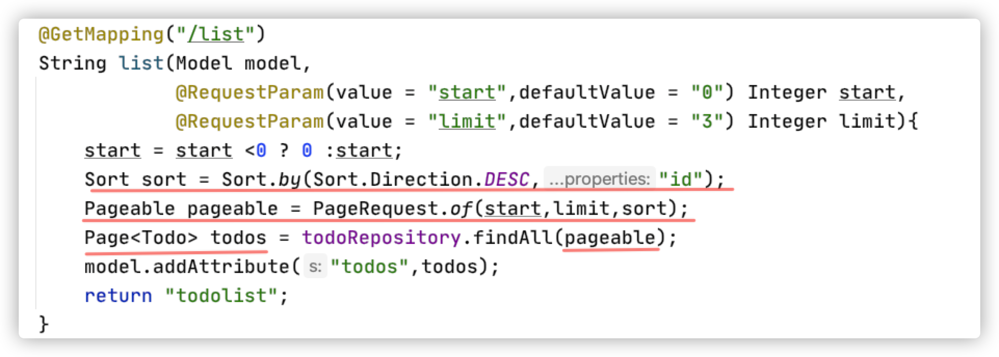 @GetMapping("/list")
String list(Model model,
@RequestParam(value = "start",defaultValue = "0") Integer start,
@RequestParam(value = "limit",defaultValue = "3") Integer limit){
start = start <0 ? 0 :start;
Sort sort = Sort.by(Sort.Direction.DESC, ...properties: "id");
Pageable pageable = PageRequest.of(start,limit,sort);
Page<Todo> todos = todoRepository.findAll(pageable);
model.addAttribute( s: "todos",todos);
return "todolist";
}